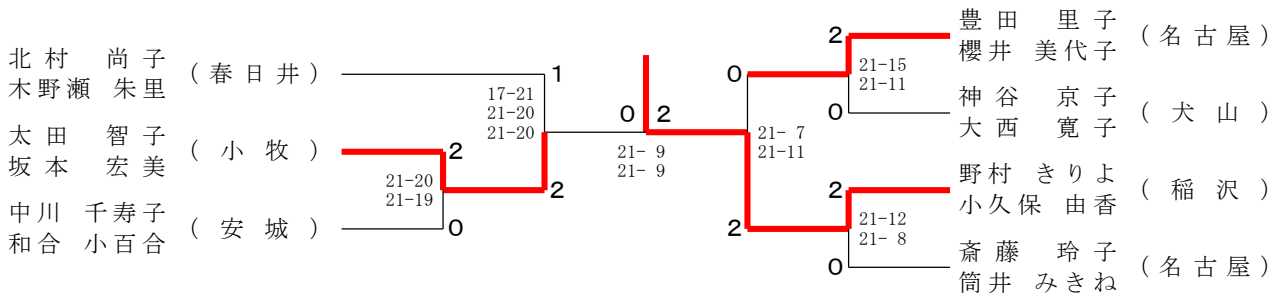 北村 尚子
木野瀬 朱里
(春日井)
太田 智子
坂本 宏美
(小牧)
中川 千寿子
和合 小百合
(安城)
1
17-21
21-20
21-20
2
2
21-20
21-19
0
0 2
21- 9
21- 9
豊田 里子
櫻井 美代子
(名古屋)
神谷 京子
大西 寛子
(犬山)
野村 きりよ
小久保 由香
(稲沢)
斎藤 玲子
筒井 みきね
(名古屋)
2
21-15
21-11
0
0
21- 7
21-11
2
2
21-12
21- 8
0